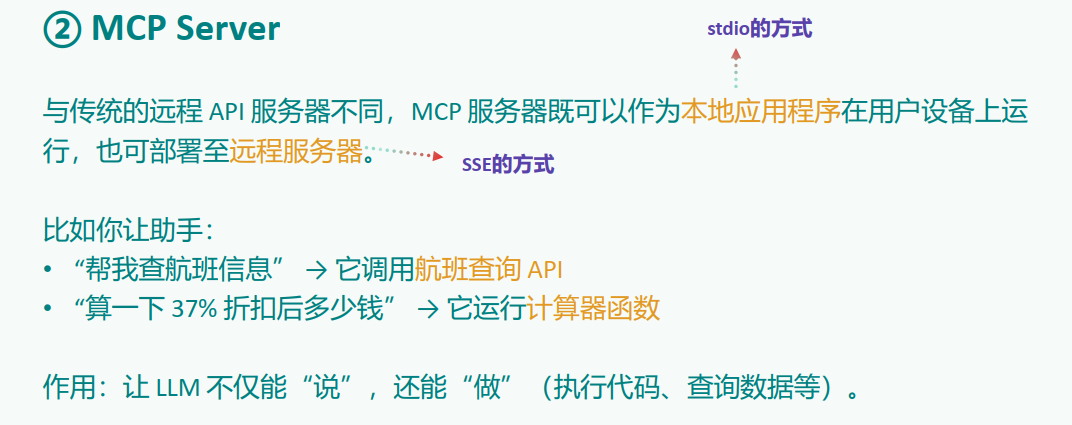 ② MCP Server
stdio的方式
与传统的远程 API 服务器不同，MCP 服务器既可以作为本地应用程序在用户设备上运
行，也可部署至远程服务器。
SSE的方式
比如你让助手：
• “帮我查航班信息” → 它调用航班查询 API
• “算一下 37% 折扣后多少钱” → 它运行计算器函数
作用：让 LLM 不仅能“说”，还能“做”（执行代码、查询数据等）。